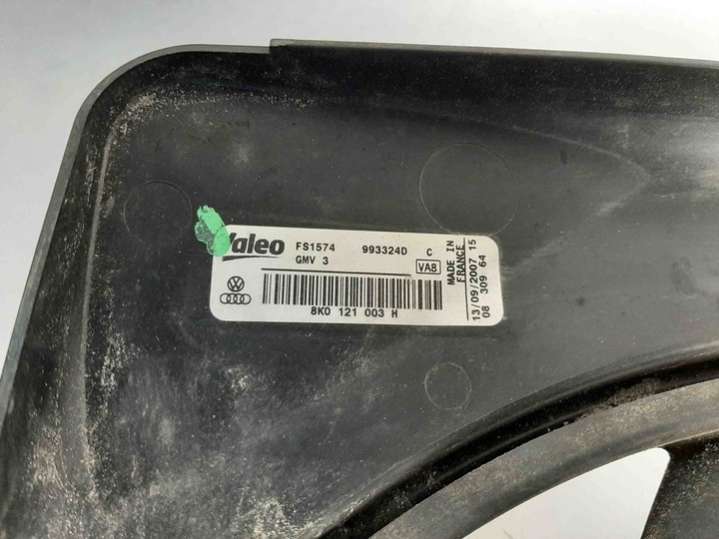 Valeo FS1574 993324D C
GMV 3 VA8
8K0 121 003 H
MADE IN
FRANCE
13/09/2007 15
08 309 64